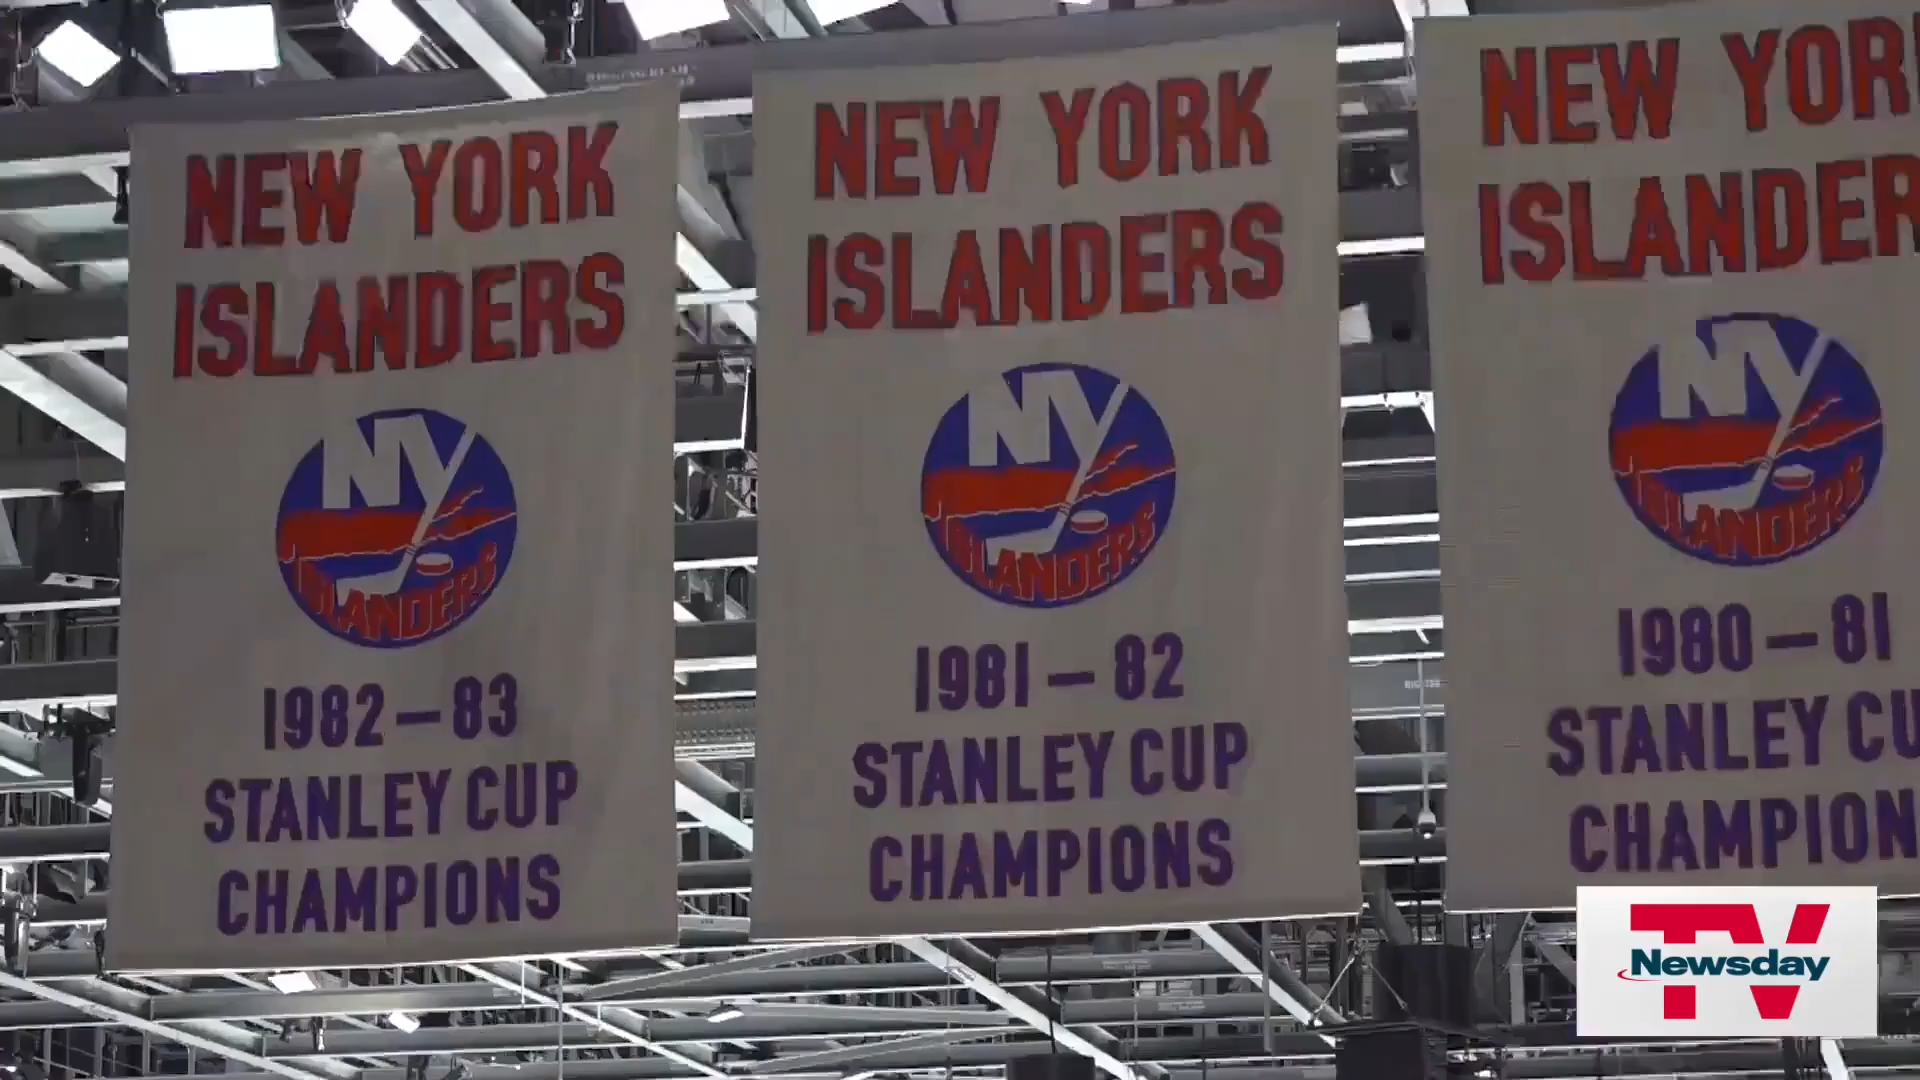 NEW YORK
ISLANDERS
NY
ISLANDERS
1982 – 83
STANLEY CUP
CHAMPIONS
NEW YORK
ISLANDERS
NY
ISLANDERS
1981 – 82
STANLEY CUP
CHAMPIONS
NEW YOR
ISLANDER
NY
ISLANDERS
1980 – 81
STANLEY CU
CHAMPION
TV
Newsday